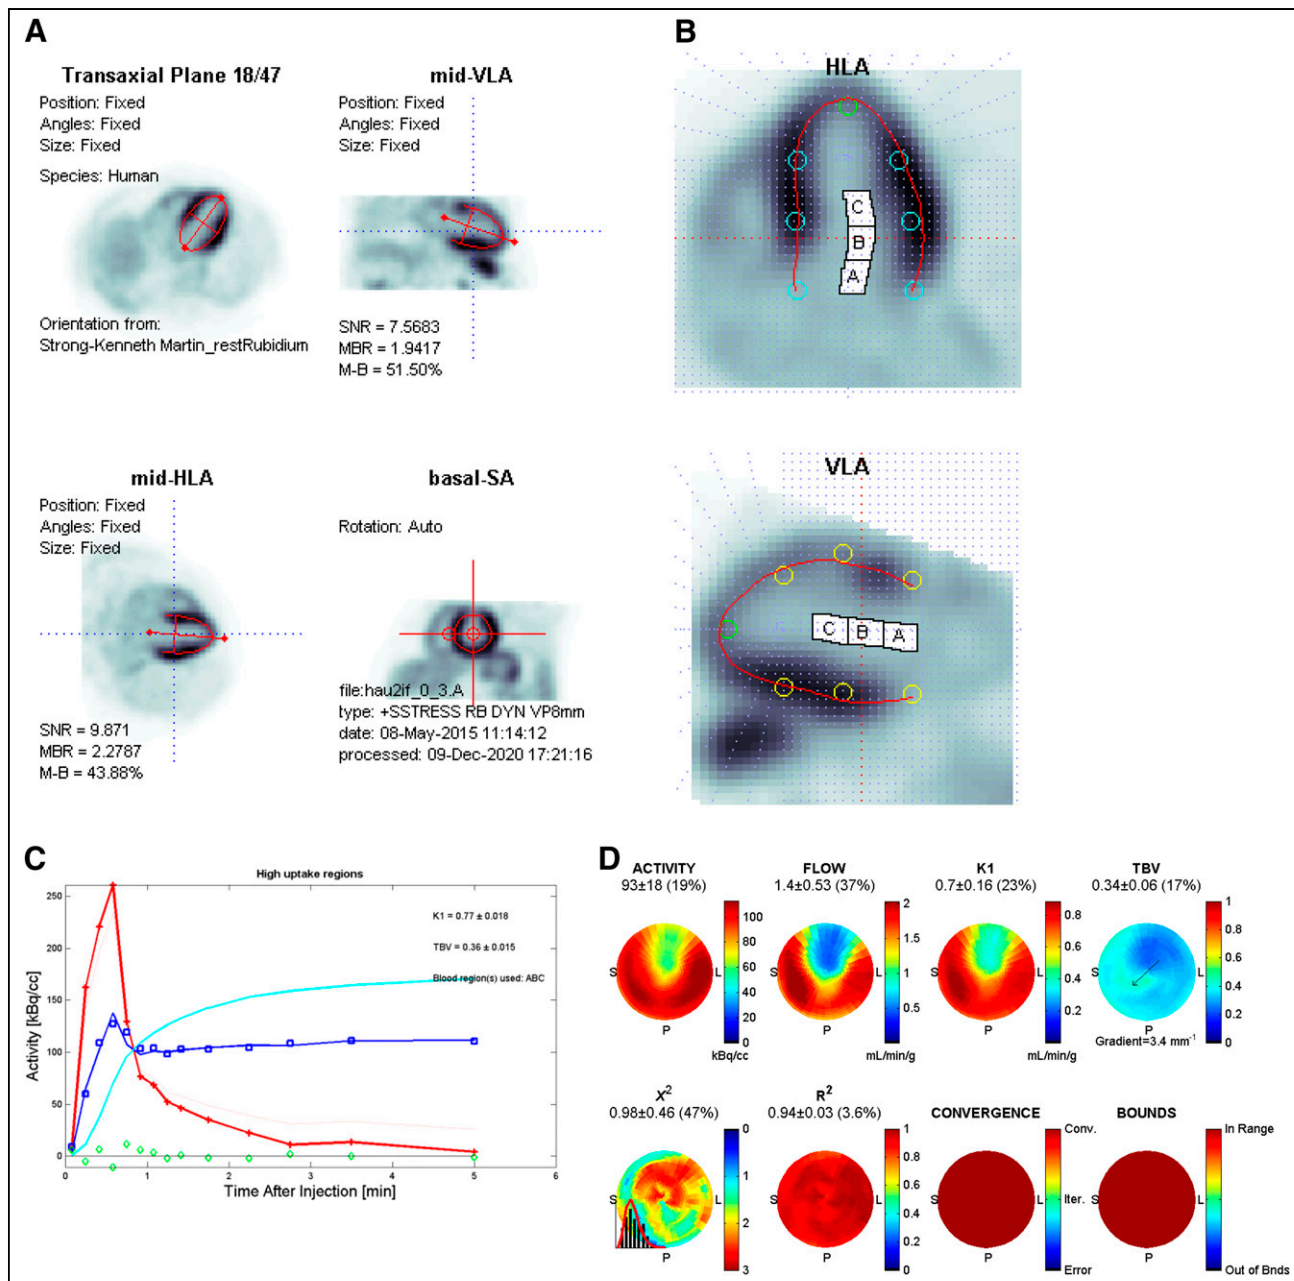 A
Transaxial Plane 18/47
Position: Fixed
Angles: Fixed
Size: Fixed
Species: Human
Orientation from:
Strong-Kenneth Martin_restRubidium
mid-VLA
Position: Fixed
Angles: Fixed
Size: Fixed
SNR = 7.5683
MBR = 1.9417
M-B = 51.50%
mid-HLA
Position: Fixed
Angles: Fixed
Size: Fixed
SNR = 9.871
MBR = 2.2787
M-B = 43.88%
basal-SA
Rotation: Auto
file:hau2if_0_3.A
type: +SSTRESS RB DYN VP8mm
date: 08-May-2015 11:14:12
processed: 09-Dec-2020 17:21:16
B
HLA
C
B
A
VLA
C B A
C
High uptake regions
K1 = 0.77 ± 0.018
TBV = 0.36 ± 0.015
Blood region(s) used: ABC
Activity [kBq/cc]
250
200
150
100
50
0
0 1 2 3 4 5 6
Time After Injection [min]
D
ACTIVITY
93±18 (19%)
S L
P
100
80
60
40
20
0
kBq/cc
FLOW
1.4±0.53 (37%)
S L
P
2
1.5
1
0.5
0
mL/min/g
K1
0.7±0.16 (23%)
S L
P
0.8
0.6
0.4
0.2
0
mL/min/g
TBV
0.34±0.06 (17%)
S L
P
Gradient=3.4 mm⁻¹
1
0.8
0.6
0.4
0.2
0
X²
0.98±0.46 (47%)
S L
P
0
1
2
3
R²
0.94±0.03 (3.6%)
S L
P
1
0.8
0.6
0.4
0.2
0
CONVERGENCE
S L
P
Conv.
Iter.
Error
BOUNDS
S L
P
In Range
Out of Bnds